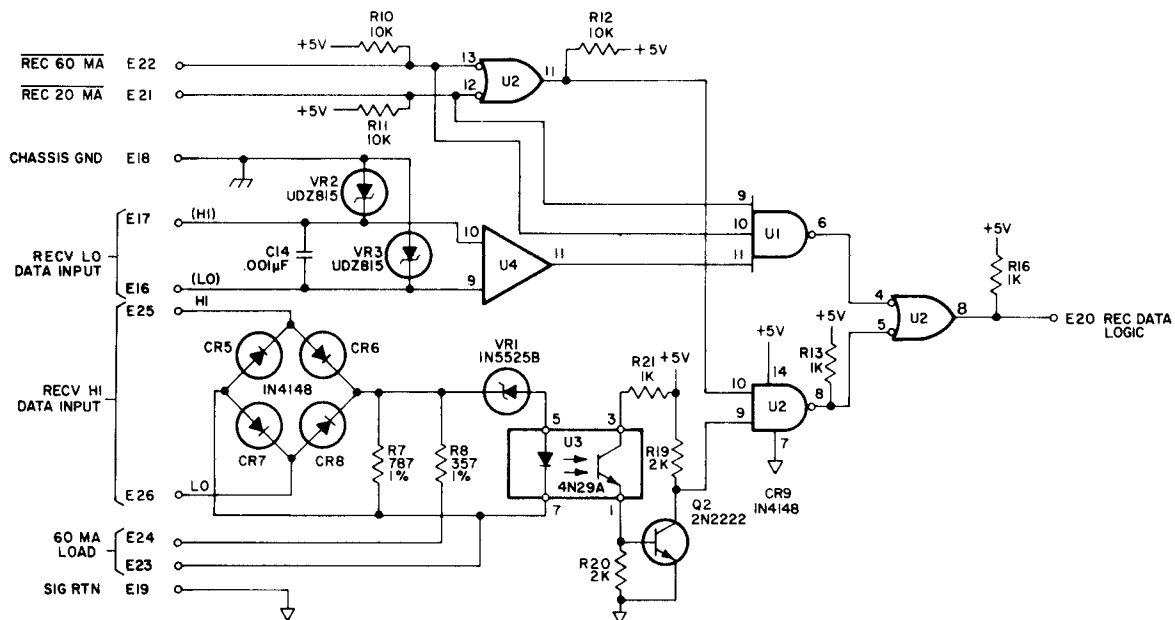 R10
10K
+5V
R12
10K
+5V
REC 60 MA E22
13
U2
11
REC 20 MA E21
12
+5V
R11
10K
CHASSIS GND E18
VR2
UDZ815
E17 (HI)
RECV LO
DATA INPUT
C14
.001µF
VR3
UDZ815
10
U4
11
9
E16 (LO)
9
10
U1
6
11
+5V
R16
1K
4
U2
8
5
E20 REC DATA
LOGIC
E25 HI
CR5
CR6
1N4148
RECV HI
DATA INPUT
CR7
CR8
E26 LO
VR1
1N5525B
R7
787
1%
R8
357
1%
5
U3
3
4N29A
7
1
R21
1K
+5V
R19
2K
Q2
2N2222
R20
2K
+5V
14
10
U2
8
9
7
R13
1K
+5V
CR9
1N4148
60 MA
LOAD
E24
E23
SIG RTN E19